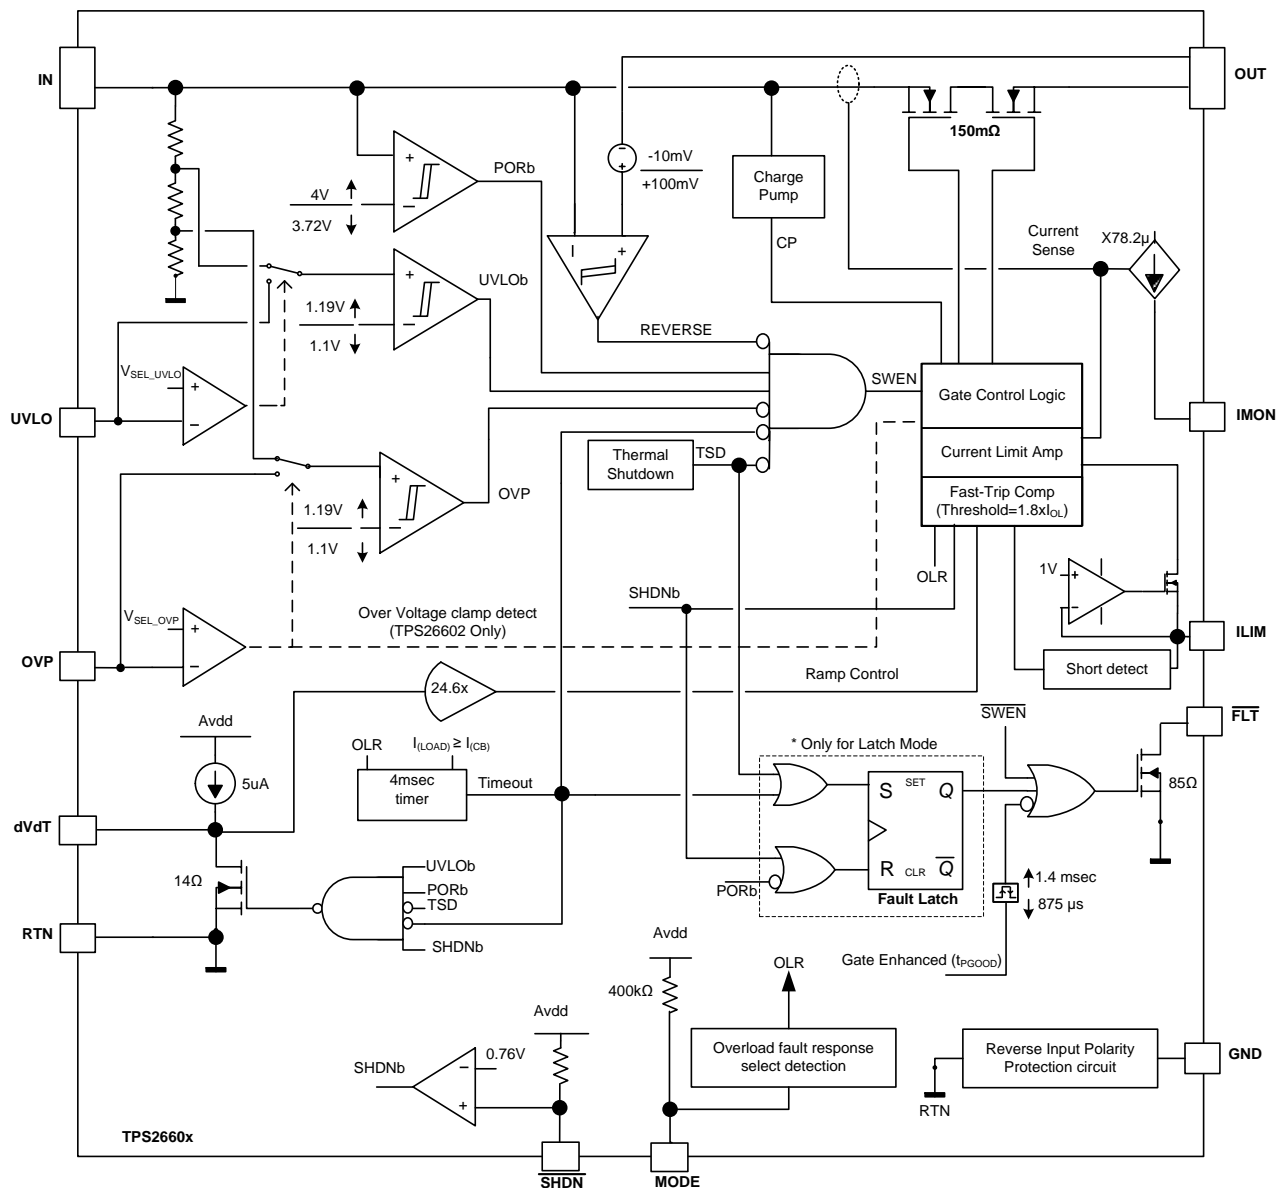 IN
OUT
150mΩ
-10mV
+100mV
PORb
+
−
4V
3.72V
Charge
Pump
CP
Current
Sense
X78.2µ
UVLOb
+
−
1.19V
1.1V
REVERSE
VSEL_UVLO
+
−
UVLO
SWEN
Gate Control Logic
Current Limit Amp
Fast-Trip Comp
(Threshold=1.8xIOL)
IMON
Thermal
Shutdown
TSD
OVP
+
−
1.19V
1.1V
OLR
1V
+
−
SHDNb
Over Voltage clamp detect
(TPS26602 Only)
VSEL_OVP
+
−
OVP
ILIM
Short detect
24.6x
Ramp Control
Avdd
5uA
OLR
I(LOAD) ≥ I(CB)
4msec
timer
Timeout
* Only for Latch Mode
SWEN
FLT
S
SET
Q
R
CLR
Q
Fault Latch
PORb
85Ω
1.4 msec
875 µs
Gate Enhanced (tPGOOD)
dVdT
14Ω
RTN
UVLOb
PORb
TSD
SHDNb
Avdd
400kΩ
OLR
Overload fault response
select detection
Reverse Input Polarity
Protection circuit
GND
RTN
Avdd
0.76V
SHDNb
−
+
TPS2660x
SHDN
MODE